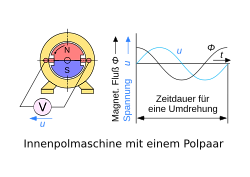 N
S
V
u
Magnet. Fluß Φ
Spannung u
u
Φ
t
Zeitdauer für
eine Umdrehung
Innenpolmaschine mit einem Polpaar